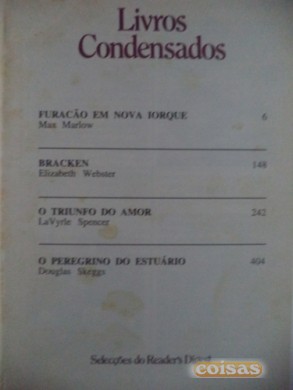 Livros
Condensados
FURACÃO EM NOVA IORQUE 6
Max Marlow
BRACKEN 148
Elizabeth Webster
O TRIUNFO DO AMOR 242
LaVyrle Spencer
O PEREGRINO DO ESTUÁRIO 404
Douglas Skeggs
Selecções do Reader's Digest
coisas